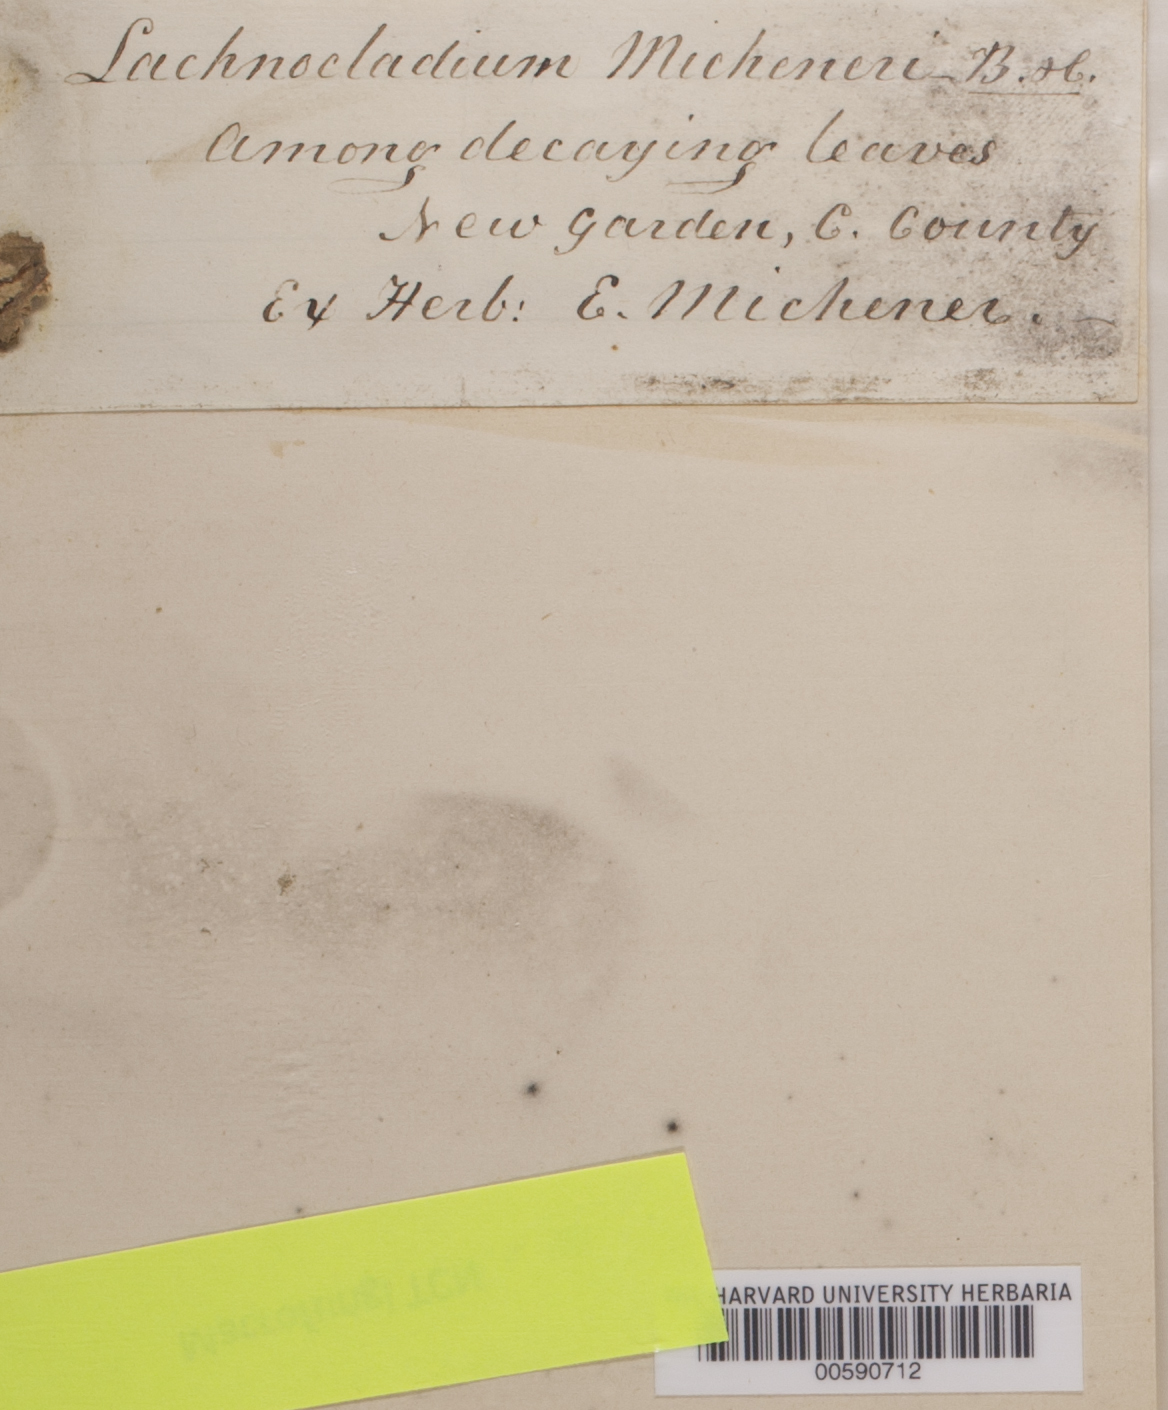 Lachnocladium Micheneri - B. & C.
Among decaying leaves
New Garden, C. County
Ex Herb: E. Michener. -
HARVARD UNIVERSITY HERBARIA
00590712